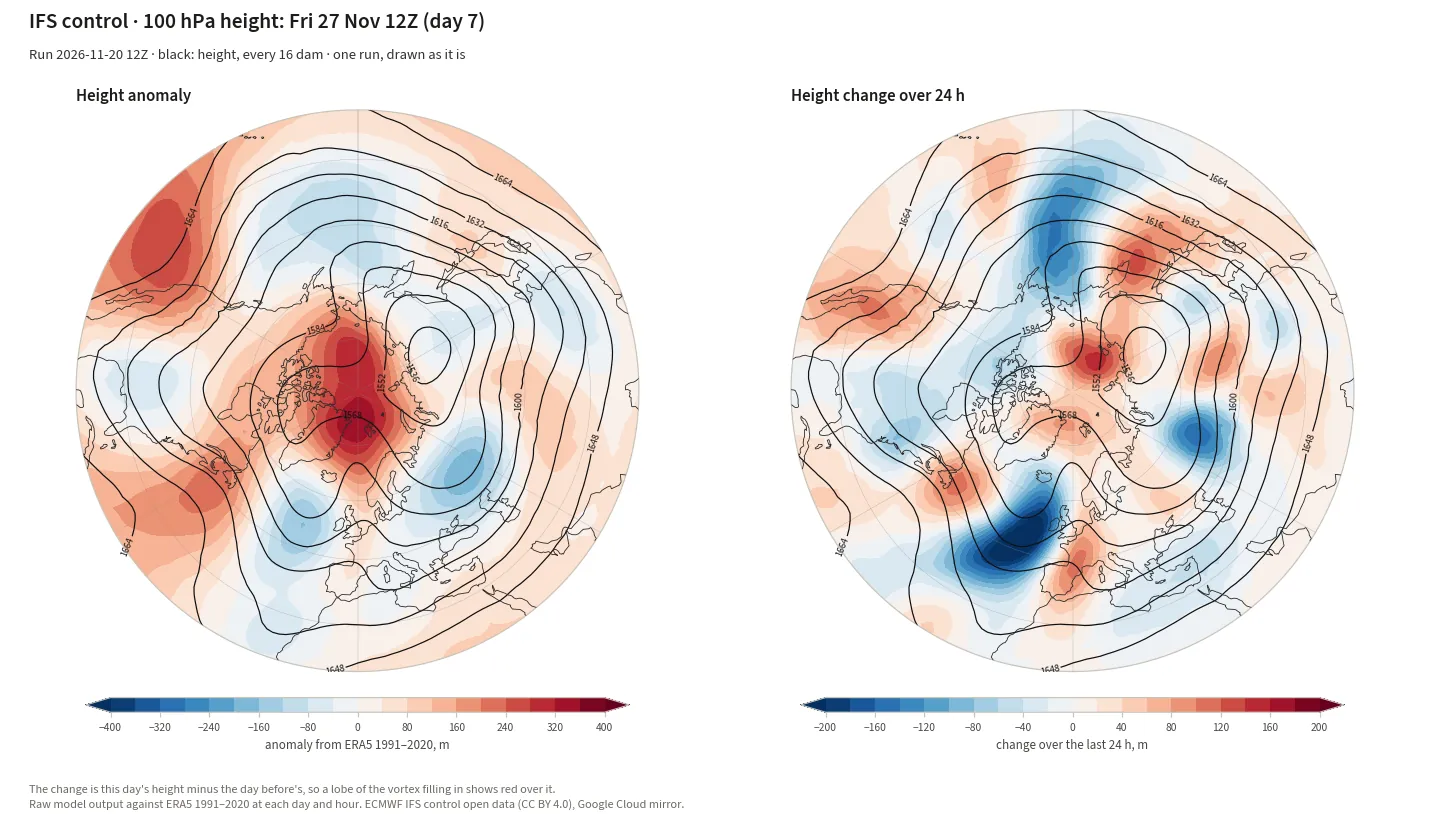 IFS control · 100 hPa height: Fri 27 Nov 12Z (day 7)
Run 2026-11-20 12Z · black: height, every 16 dam · one run, drawn as it is
Height anomaly
Height change over 24 h
1664
1664
1616
1632
1584
1552
1536
1568
1600
1648
1664
1648
1664
1664
1616
1632
1584
1552
1536
1568
1600
1648
1664
1648
−400 −320 −240 −160 −80 0 80 160 240 320 400
anomaly from ERA5 1991–2020, m
−200 −160 −120 −80 −40 0 40 80 120 160 200
change over the last 24 h, m
The change is this day's height minus the day before's, so a lobe of the vortex filling in shows red over it.
Raw model output against ERA5 1991–2020 at each day and hour. ECMWF IFS control open data (CC BY 4.0), Google Cloud mirror.